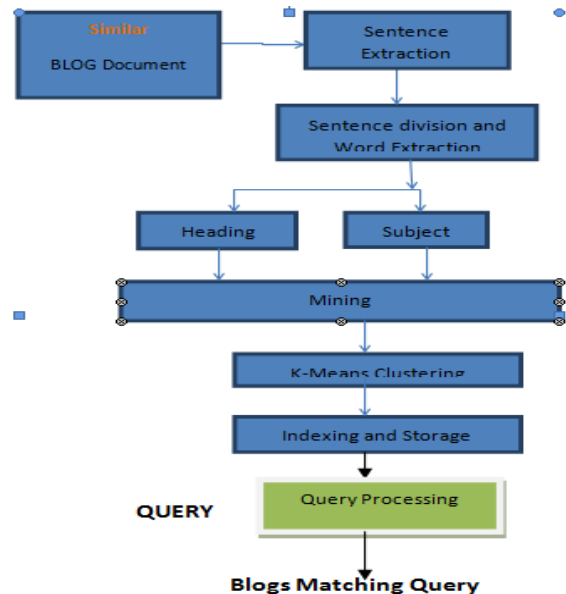 Similar
BLOG Document
Sentence
Extraction
Sentence division and
Word Extraction
Heading
Subject
Mining
K-Means Clustering
Indexing and Storage
Query Processing
QUERY
Blogs Matching Query